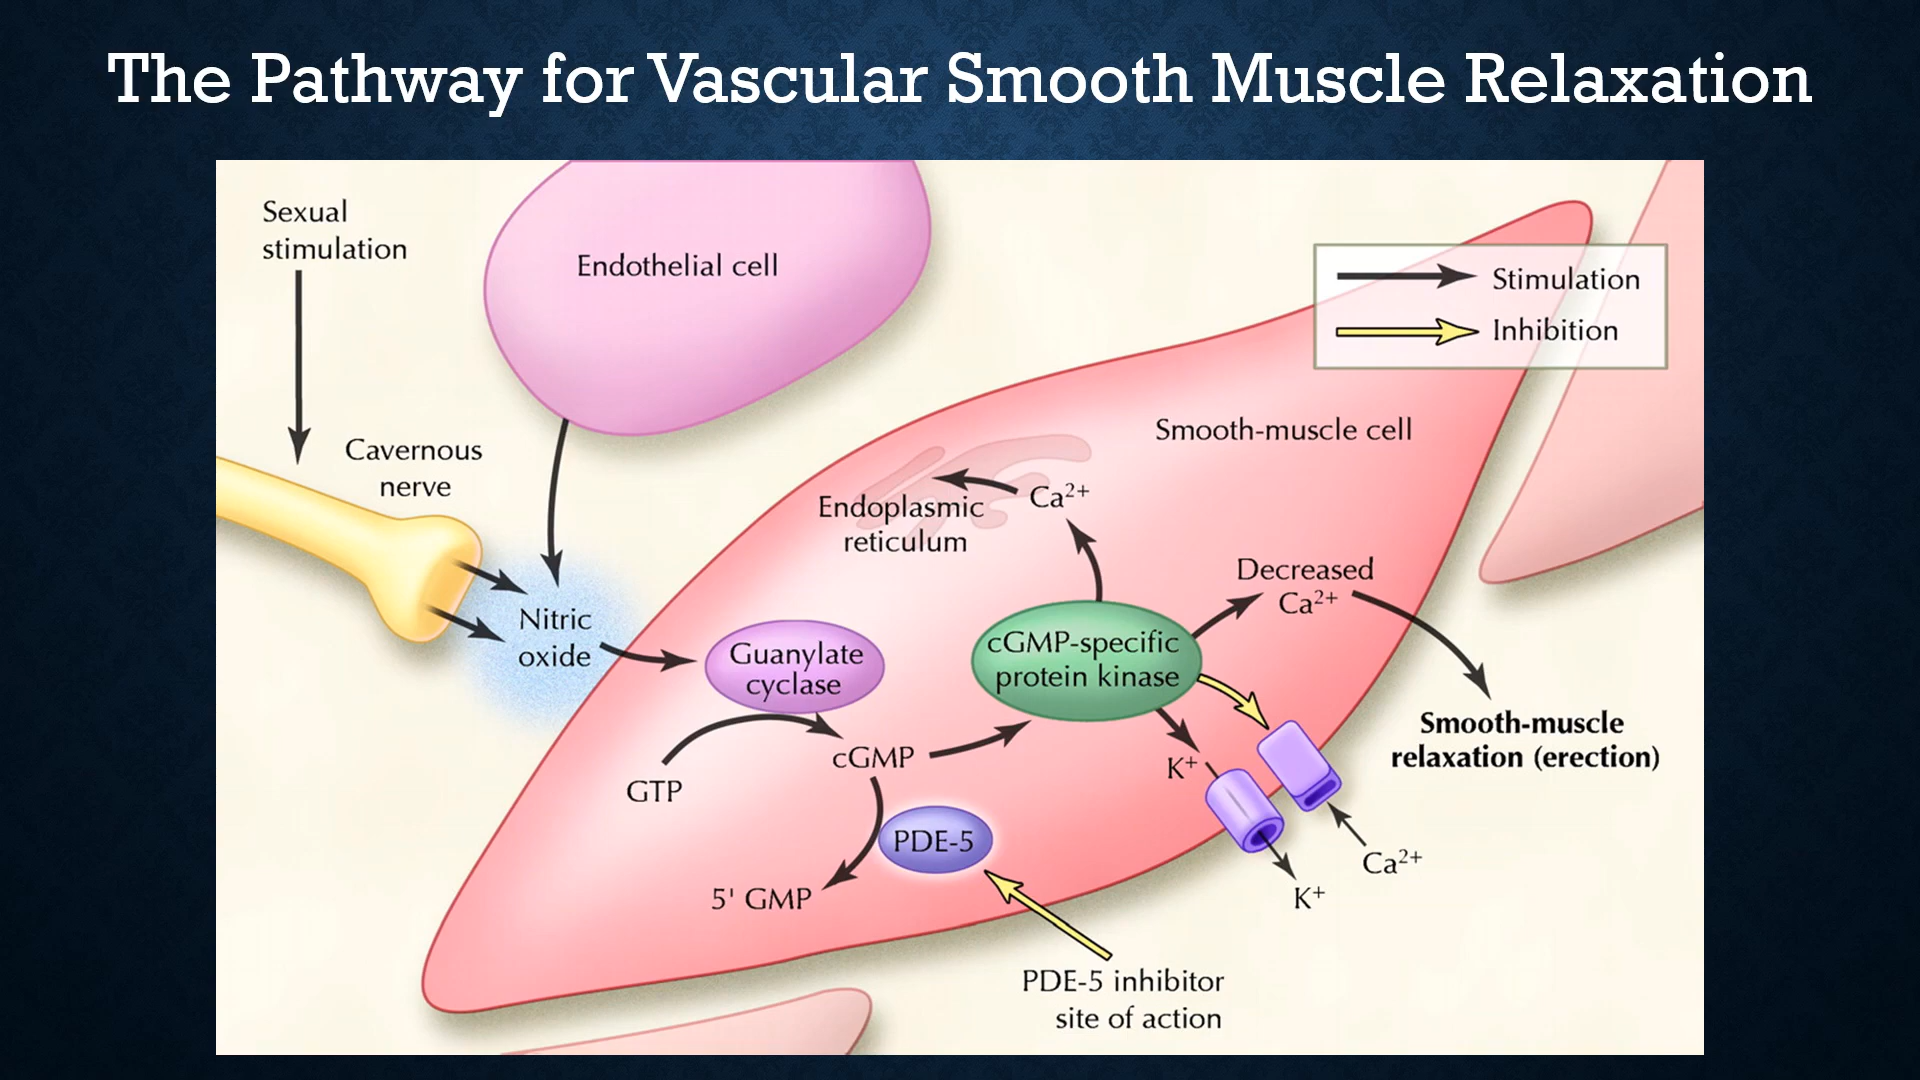 The Pathway for Vascular Smooth Muscle Relaxation
Sexual
stimulation
Endothelial cell
Stimulation
Inhibition
Smooth-muscle cell
Cavernous
nerve
Ca²⁺
Endoplasmic
reticulum
Decreased
Ca²⁺
Nitric
oxide
Guanylate
cyclase
cGMP-specific
protein kinase
Smooth-muscle
relaxation (erection)
GTP
cGMP
K⁺
PDE-5
Ca²⁺
5' GMP
K⁺
PDE-5 inhibitor
site of action